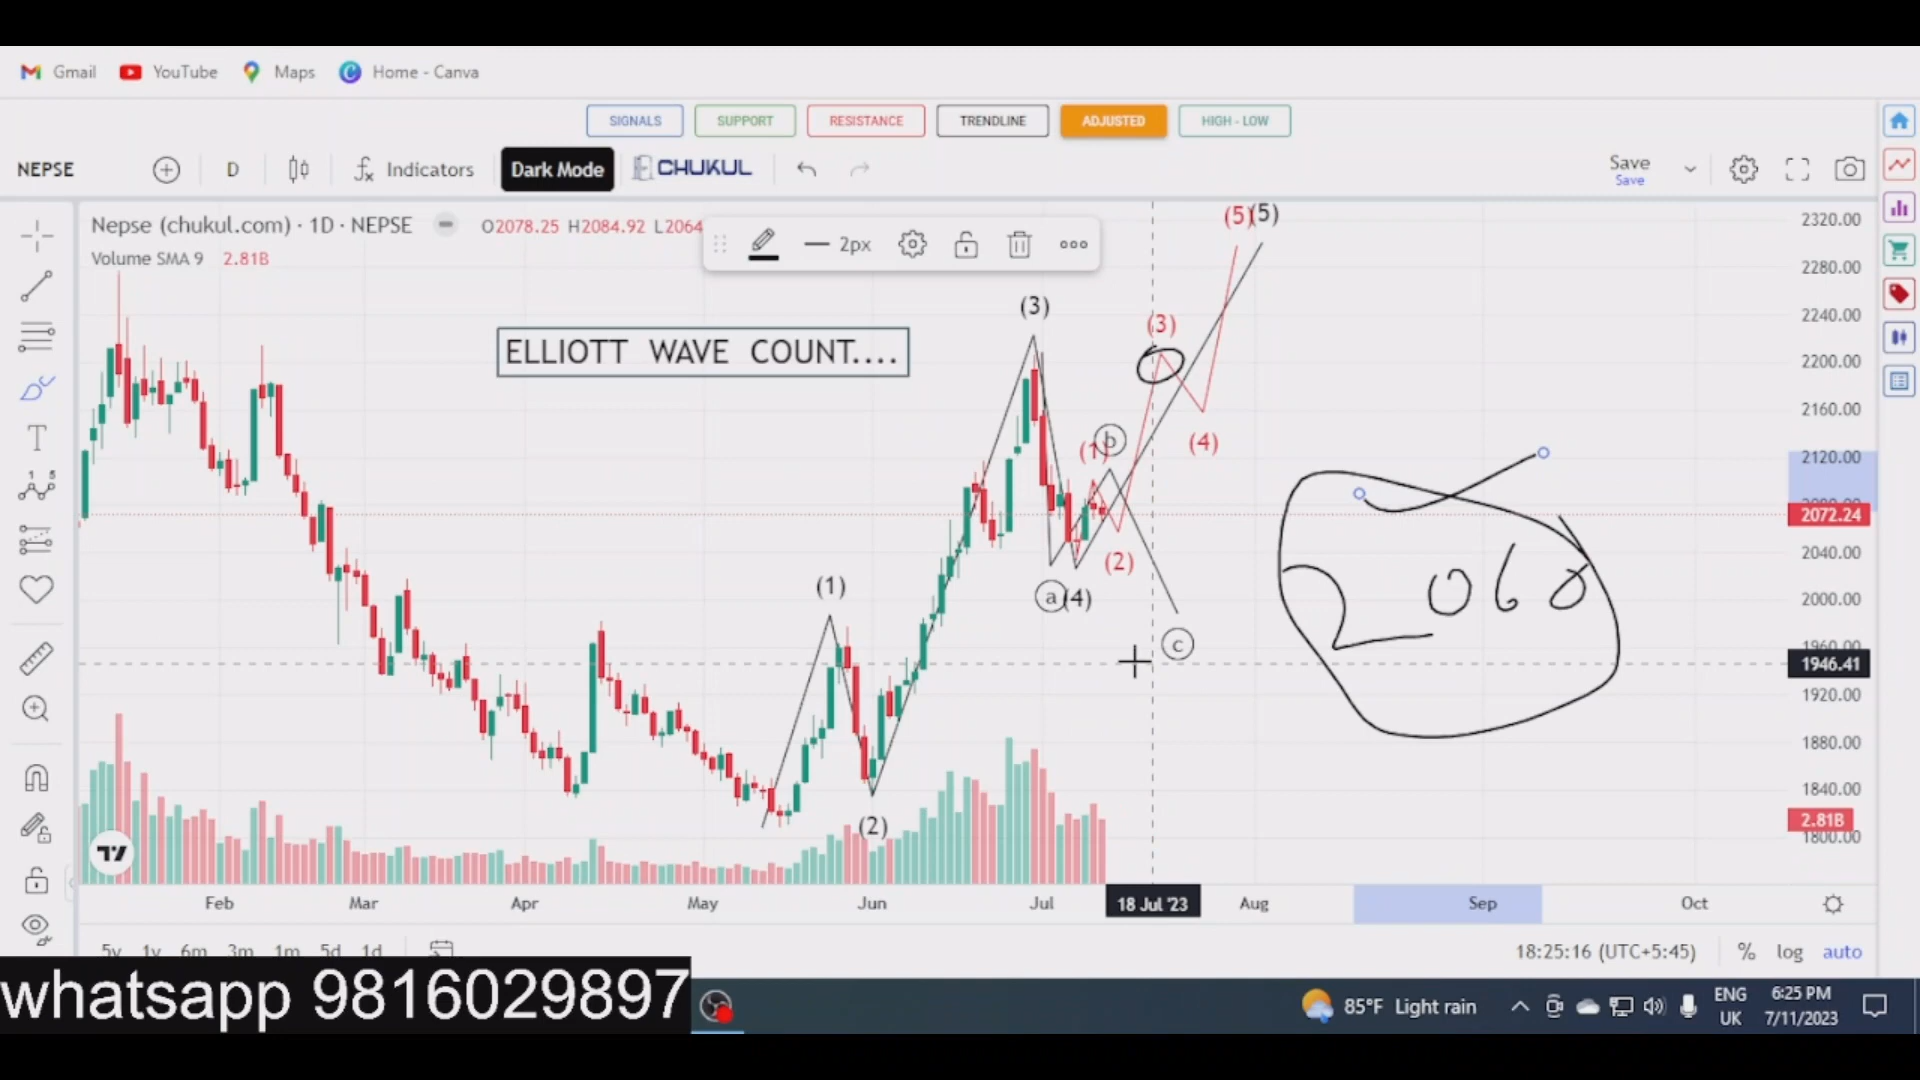 Gmail YouTube Maps Home - Canva
SIGNALS SUPPORT RESISTANCE TRENDLINE ADJUSTED HIGH - LOW
NEPSE D Indicators Dark Mode CHUKUL Save
Save
Nepse (chukul.com) · 1D · NEPSE O2078.25 H2084.92 L2064
2px
Volume SMA 9 2.81B
(5) (5)
(3)
(3)
ELLIOTT WAVE COUNT....
(1) b
(4)
(2)
(1)
a (4)
c
(2)
2060
2320.00
2280.00
2240.00
2200.00
2160.00
2120.00
2072.24
2040.00
2000.00
1960.00
1946.41
1920.00
1880.00
1840.00
2.81B
1800.00
Feb Mar Apr May Jun Jul 18 Jul '23 Aug Sep Oct
5y 1y 6m 3m 1m 5d 1d 18:25:16 (UTC+5:45) % log auto
whatsapp 9816029897
85°F Light rain ENG 6:25 PM
UK 7/11/2023